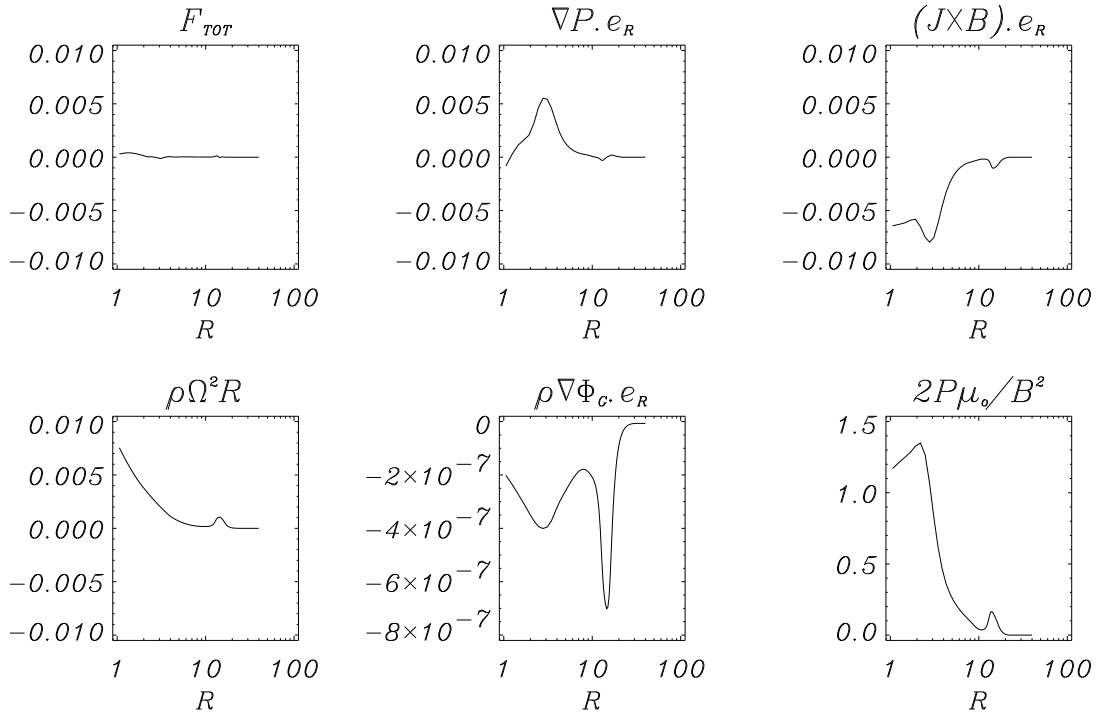 F_TOT ∇P.e_R (J×B).e_R
0.010 0.010 0.010
0.005 0.005 0.005
0.000 0.000 0.000
−0.005 −0.005 −0.005
−0.010 −0.010 −0.010
1 10 100 1 10 100 1 10 100
R R R
ρΩ²R ρ∇Φ_G.e_R 2Pμ_o/B²
0.010 0 1.5
0.005 −2×10⁻⁷ 1.0
0.000 −4×10⁻⁷ 0.5
−0.005 −6×10⁻⁷ 0.0
−0.010 −8×10⁻⁷
1 10 100 1 10 100 1 10 100
R R R